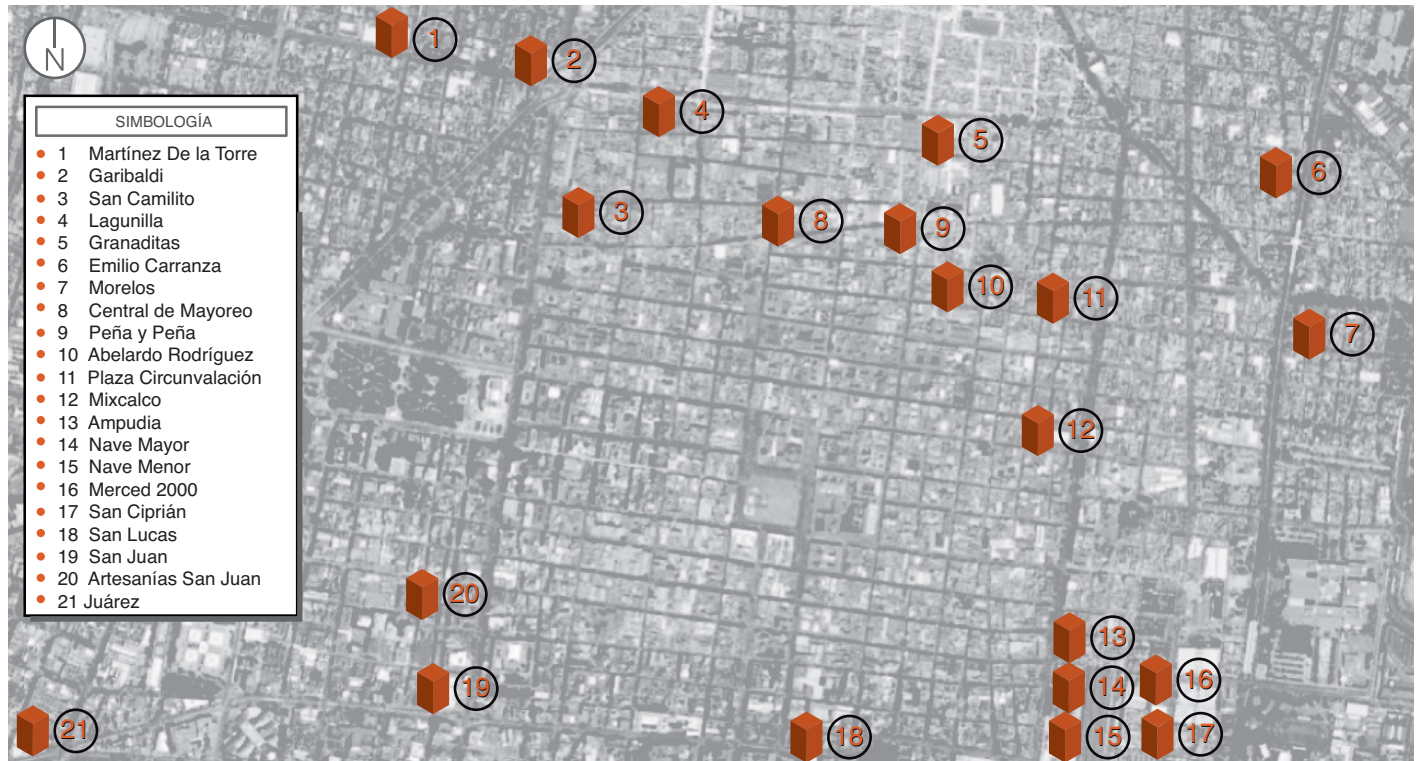 N
SIMBOLOGÍA
1 Martínez De la Torre
2 Garibaldi
3 San Camilito
4 Lagunilla
5 Granaditas
6 Emilio Carranza
7 Morelos
8 Central de Mayoreo
9 Peña y Peña
10 Abelardo Rodríguez
11 Plaza Circunvalación
12 Mixcalco
13 Ampudia
14 Nave Mayor
15 Nave Menor
16 Merced 2000
17 San Ciprián
18 San Lucas
19 San Juan
20 Artesanías San Juan
21 Juárez
1
2
4
5
6
3
8
9
10
11
7
12
20
13
19
14
16
21
18
15
17